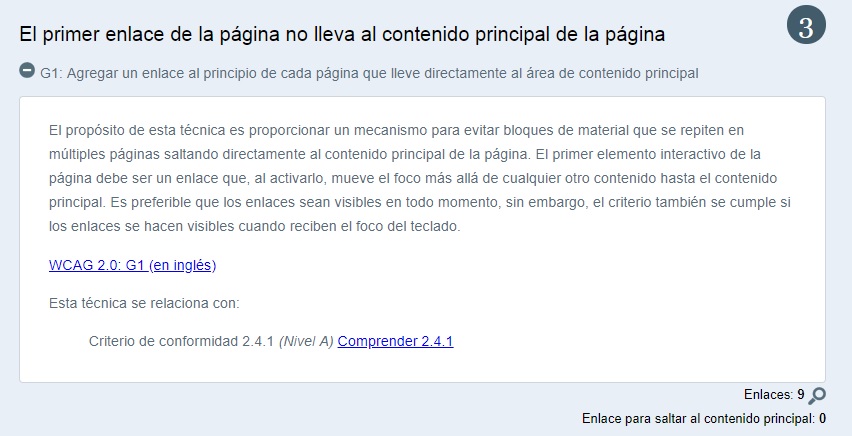 El primer enlace de la página no lleva al contenido principal de la página
3
G1: Agregar un enlace al principio de cada página que lleve directamente al área de contenido principal
El propósito de esta técnica es proporcionar un mecanismo para evitar bloques de material que se repiten en
múltiples páginas saltando directamente al contenido principal de la página. El primer elemento interactivo de la
página debe ser un enlace que, al activarlo, mueve el foco más allá de cualquier otro contenido hasta el contenido
principal. Es preferible que los enlaces sean visibles en todo momento, sin embargo, el criterio también se cumple si
los enlaces se hacen visibles cuando reciben el foco del teclado.
WCAG 2.0: G1 (en inglés)
Esta técnica se relaciona con:
Criterio de conformidad 2.4.1 (Nivel A) Comprender 2.4.1
Enlaces: 9
Enlace para saltar al contenido principal: 0